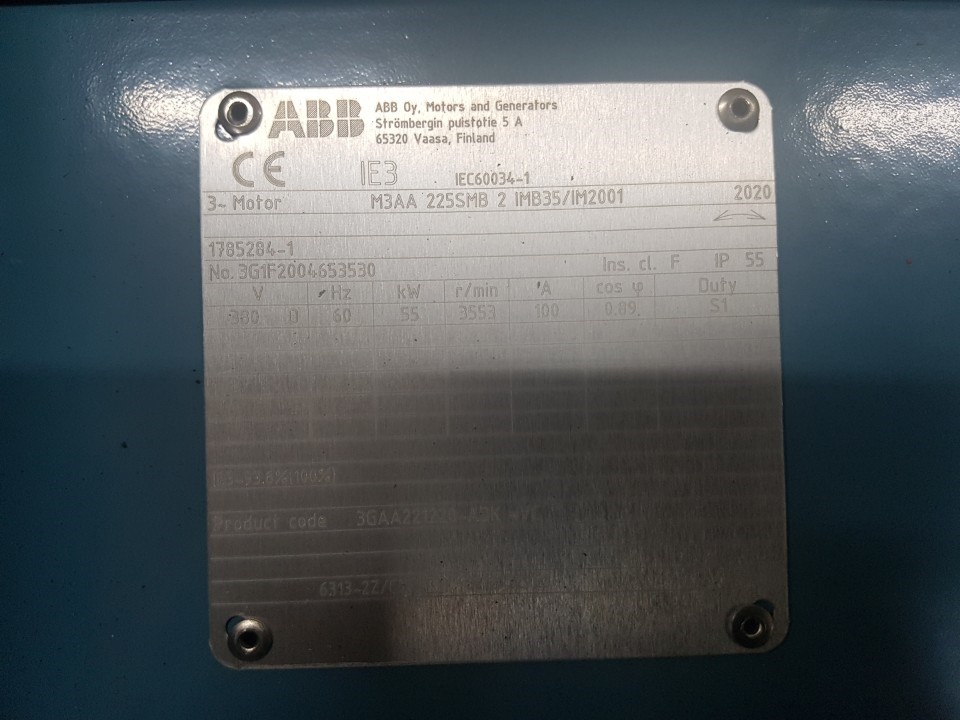 ABB
ABB Oy, Motors and Generators
Strömbergin puistotie 5 A
65320 Vaasa, Finland
CE IE3 IEC60034-1
3~ Motor M3AA 225SMB 2 IMB35/IM2001 2020
1785284-1
No. 3G1F2004653530 Ins. cl. F IP 55
V Hz kW r/min A cos φ Duty
380 D 60 55 3553 100 0.89 S1
Product code
6313-2Z/